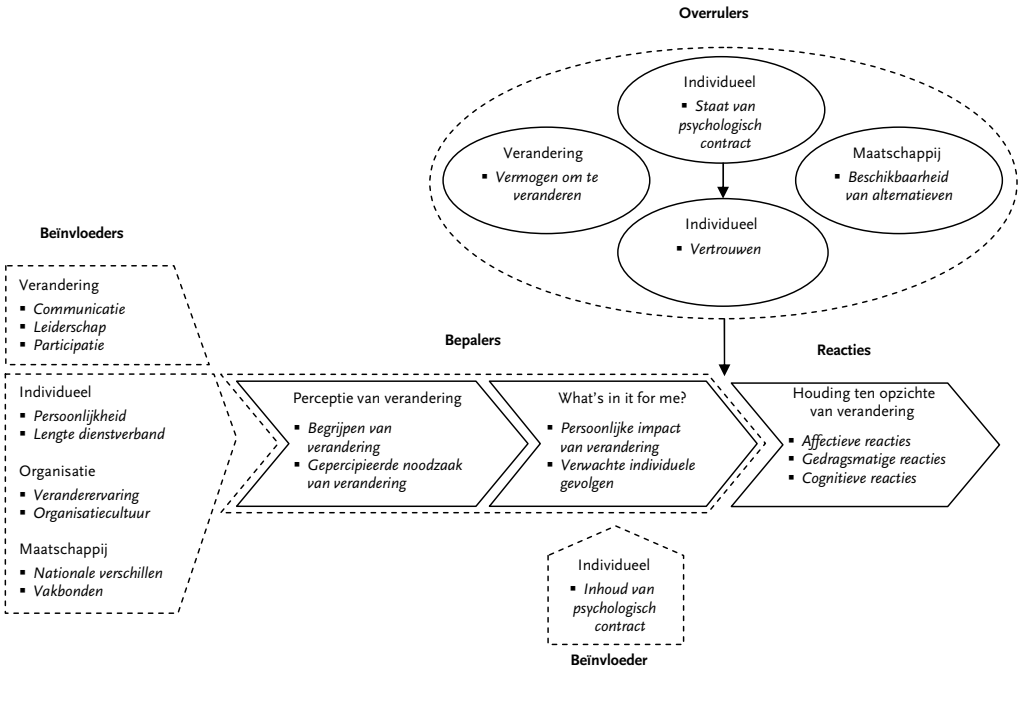 Overrulers
Individueel
▪ Staat van
psychologisch
contract
Verandering
▪ Vermogen om te
veranderen
Maatschappij
▪ Beschikbaarheid
van alternatieven
Individueel
▪ Vertrouwen
Beïnvloeders
Verandering
▪ Communicatie
▪ Leiderschap
▪ Participatie
Individueel
▪ Persoonlijkheid
▪ Lengte dienstverband
Organisatie
▪ Veranderervaring
▪ Organisatiecultuur
Maatschappij
▪ Nationale verschillen
▪ Vakbonden
Bepalers
Perceptie van verandering
▪ Begrijpen van
verandering
▪ Gepercipieerde noodzaak
van verandering
What's in it for me?
▪ Persoonlijke impact
van verandering
▪ Verwachte individuele
gevolgen
Reacties
Houding ten opzichte
van verandering
▪ Affectieve reacties
▪ Gedragsmatige reacties
▪ Cognitieve reacties
Individueel
▪ Inhoud van
psychologisch
contract
Beïnvloeder